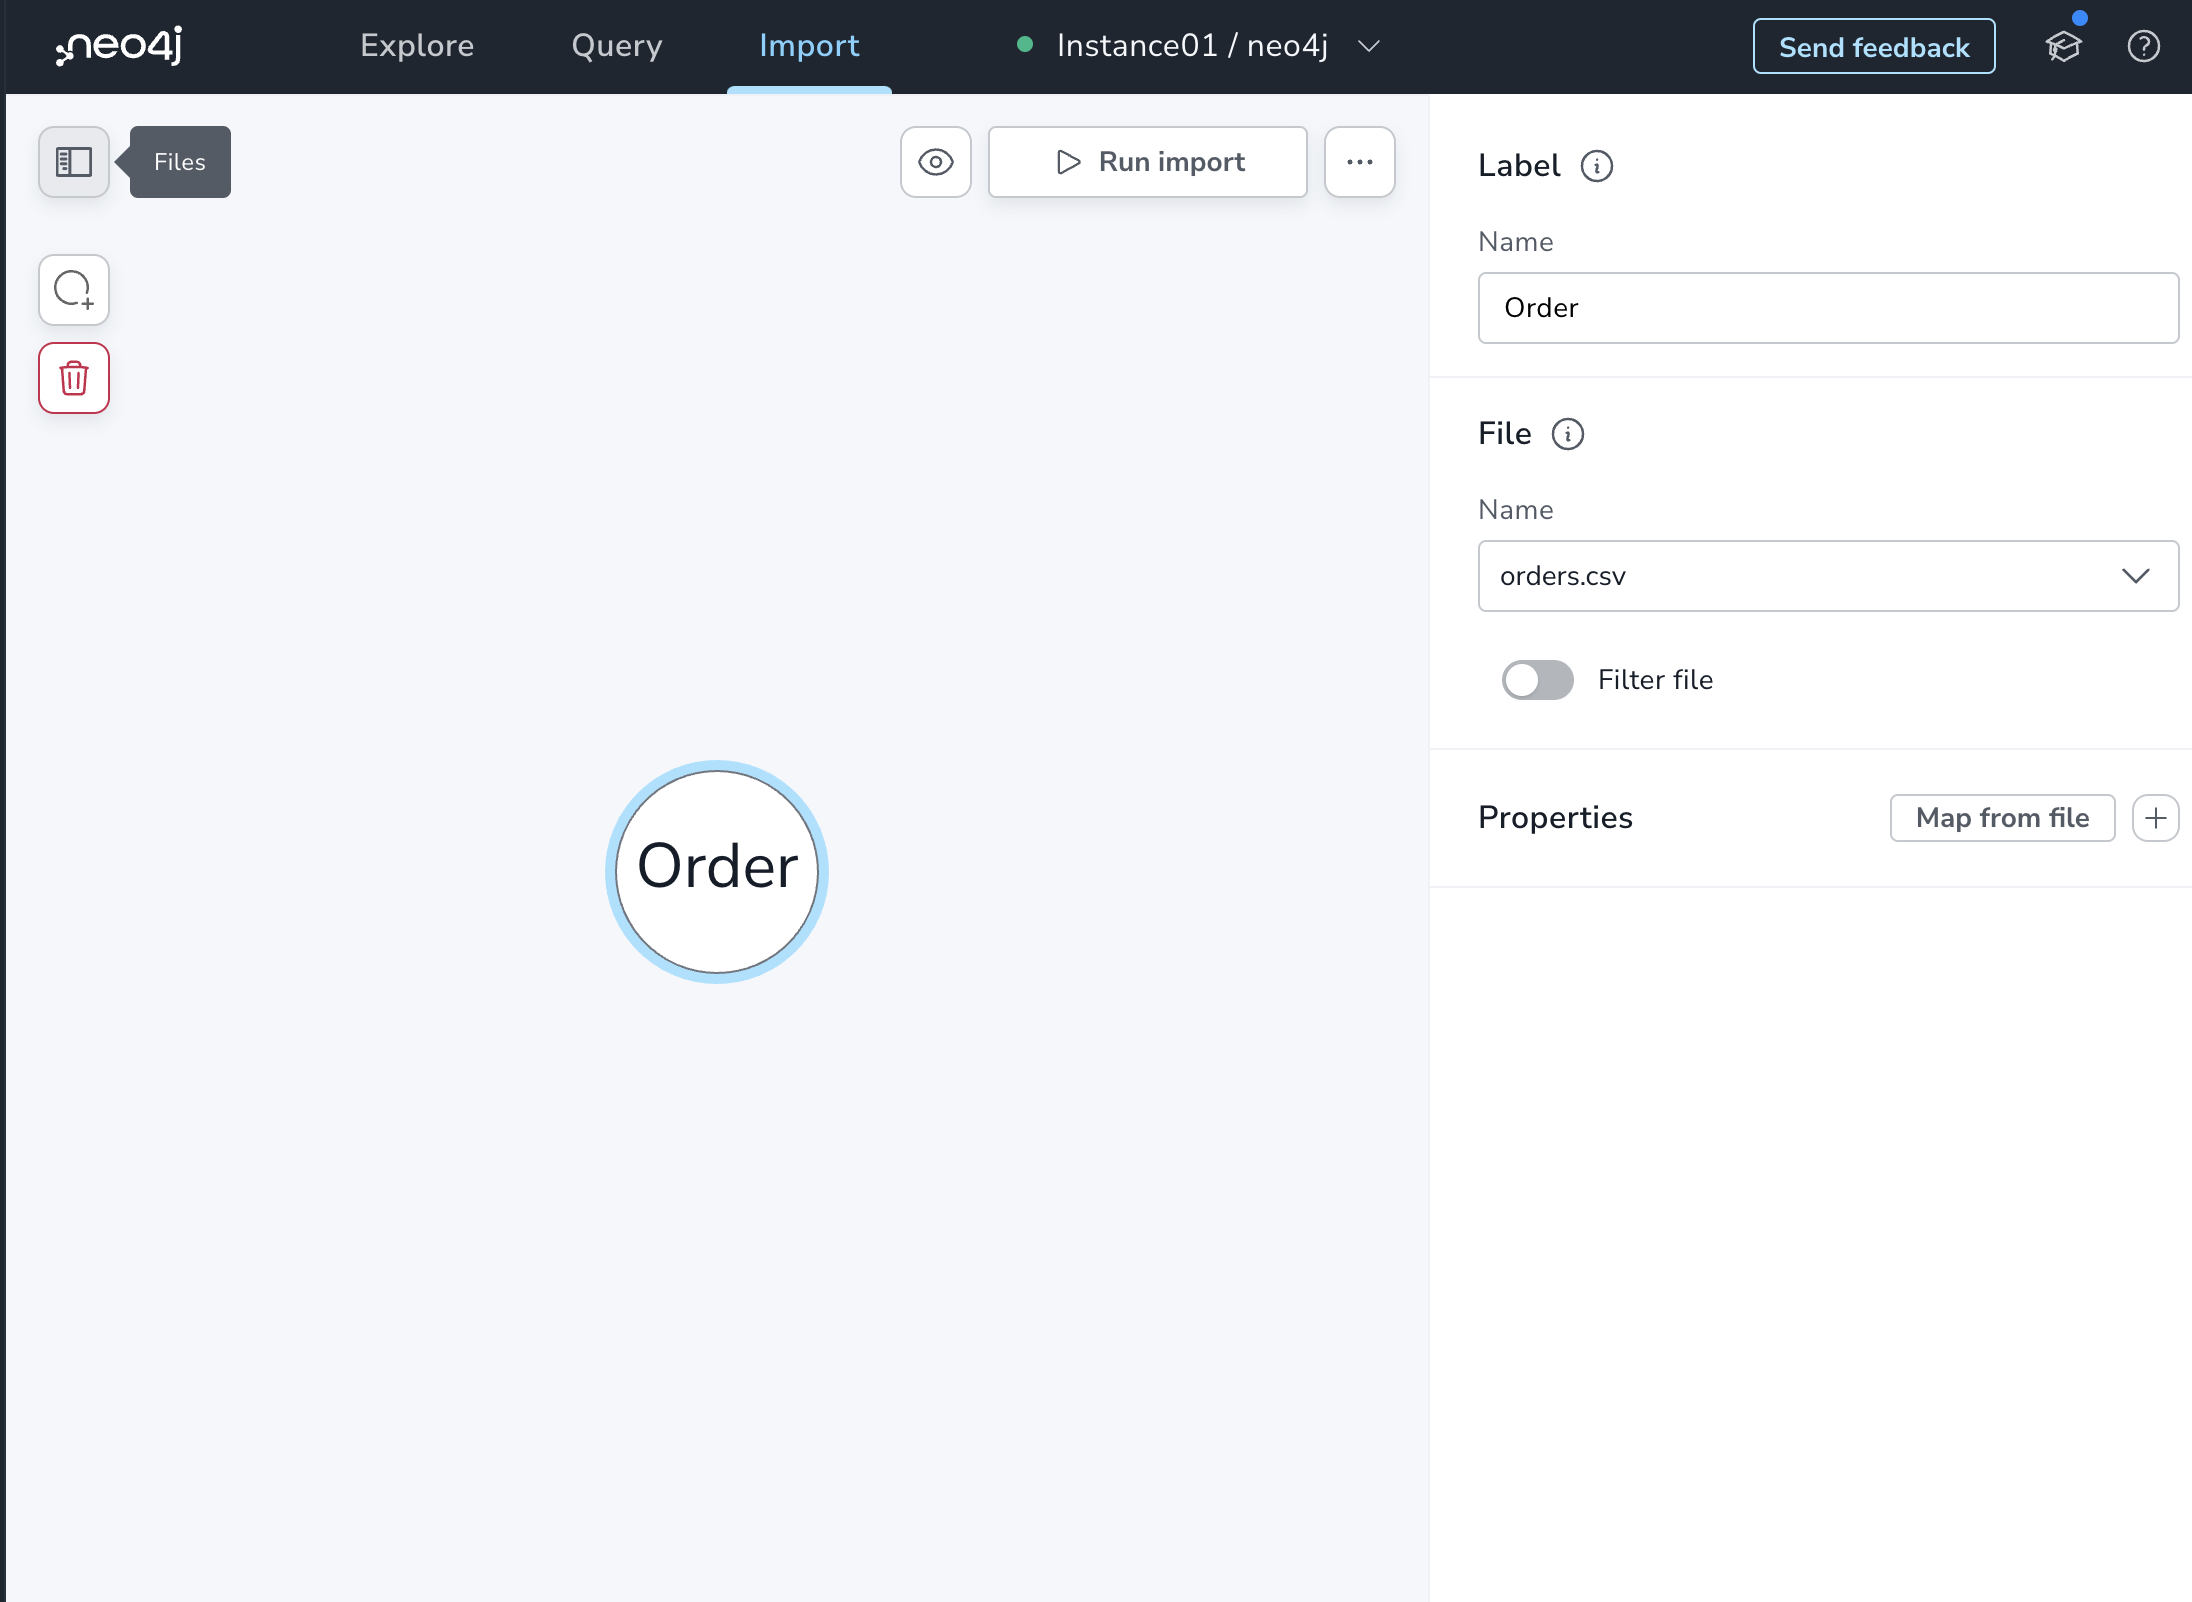 neo4j
Explore Query Import Instance01 / neo4j Send feedback
Files
Run import
Order
Label
Name
Order
File
Name
orders.csv
Filter file
Properties Map from file